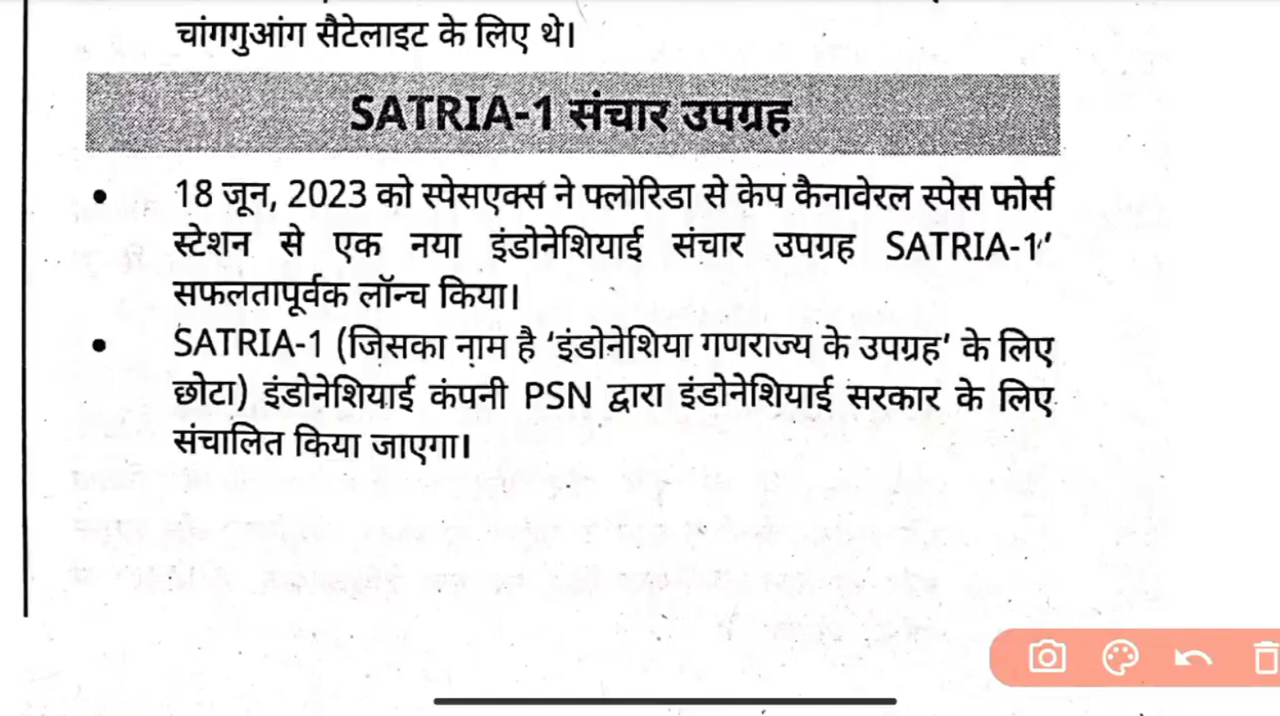 चांगगुआंग सैटेलाइट के लिए थे।
SATRIA-1 संचार उपग्रह
• 18 जून, 2023 को स्पेसएक्स ने फ्लोरिडा से केप कैनावेरल स्पेस फोर्स
स्टेशन से एक नया इंडोनेशियाई संचार उपग्रह SATRIA-1’
सफलतापूर्वक लॉन्च किया।
• SATRIA-1 (जिसका नाम है ‘इंडोनेशिया गणराज्य के उपग्रह’ के लिए
छोटा) इंडोनेशियाई कंपनी PSN द्वारा इंडोनेशियाई सरकार के लिए
संचालित किया जाएगा।